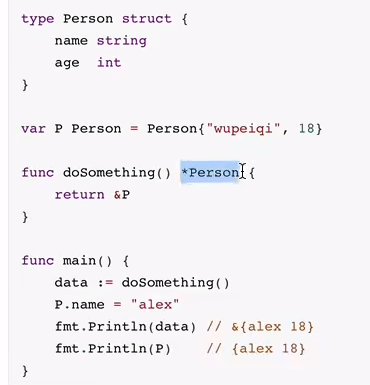 type Person struct {
    name string
    age  int
}

var P Person = Person{"wupeiqi", 18}

func doSomething() *Person {
    return &P
}

func main() {
    data := doSomething()
    P.name = "alex"
    fmt.Println(data) // &{alex 18}
    fmt.Println(P)    // {alex 18}
}